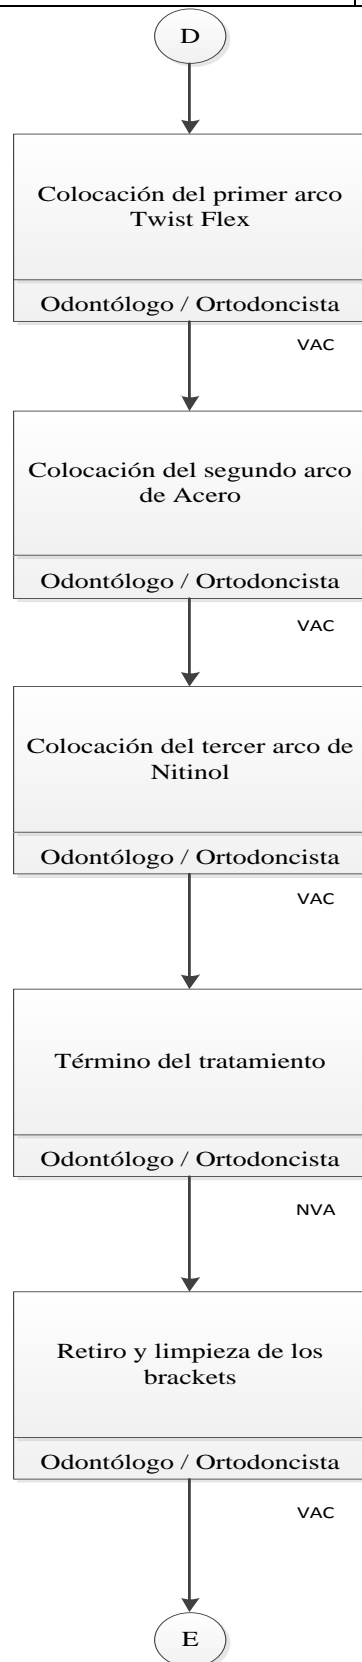 D
Colocación del primer arco
Twist Flex
Odontólogo / Ortodoncista
VAC
Colocación del segundo arco
de Acero
Odontólogo / Ortodoncista
VAC
Colocación del tercer arco de
Nitinol
Odontólogo / Ortodoncista
VAC
Término del tratamiento
Odontólogo / Ortodoncista
NVA
Retiro y limpieza de los
brackets
Odontólogo / Ortodoncista
VAC
E